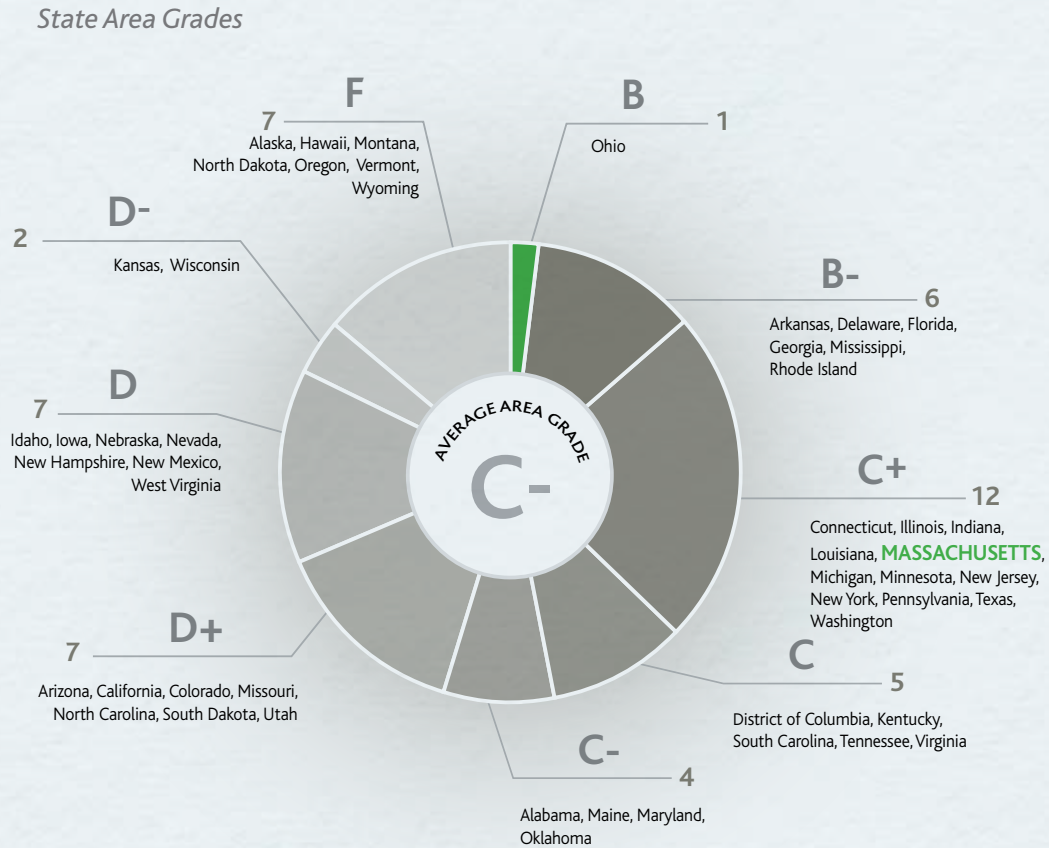 State Area Grades
F
7
Alaska, Hawaii, Montana,
North Dakota, Oregon, Vermont,
Wyoming
B
1
Ohio
D-
2
Kansas, Wisconsin
B-
6
Arkansas, Delaware, Florida,
Georgia, Mississippi,
Rhode Island
D
7
Idaho, Iowa, Nebraska, Nevada,
New Hampshire, New Mexico,
West Virginia
AVERAGE AREA GRADE
C-
C+
12
Connecticut, Illinois, Indiana,
Louisiana, MASSACHUSETTS,
Michigan, Minnesota, New Jersey,
New York, Pennsylvania, Texas,
Washington
D+
7
Arizona, California, Colorado, Missouri,
North Carolina, South Dakota, Utah
C
5
District of Columbia, Kentucky,
South Carolina, Tennessee, Virginia
C-
4
Alabama, Maine, Maryland,
Oklahoma